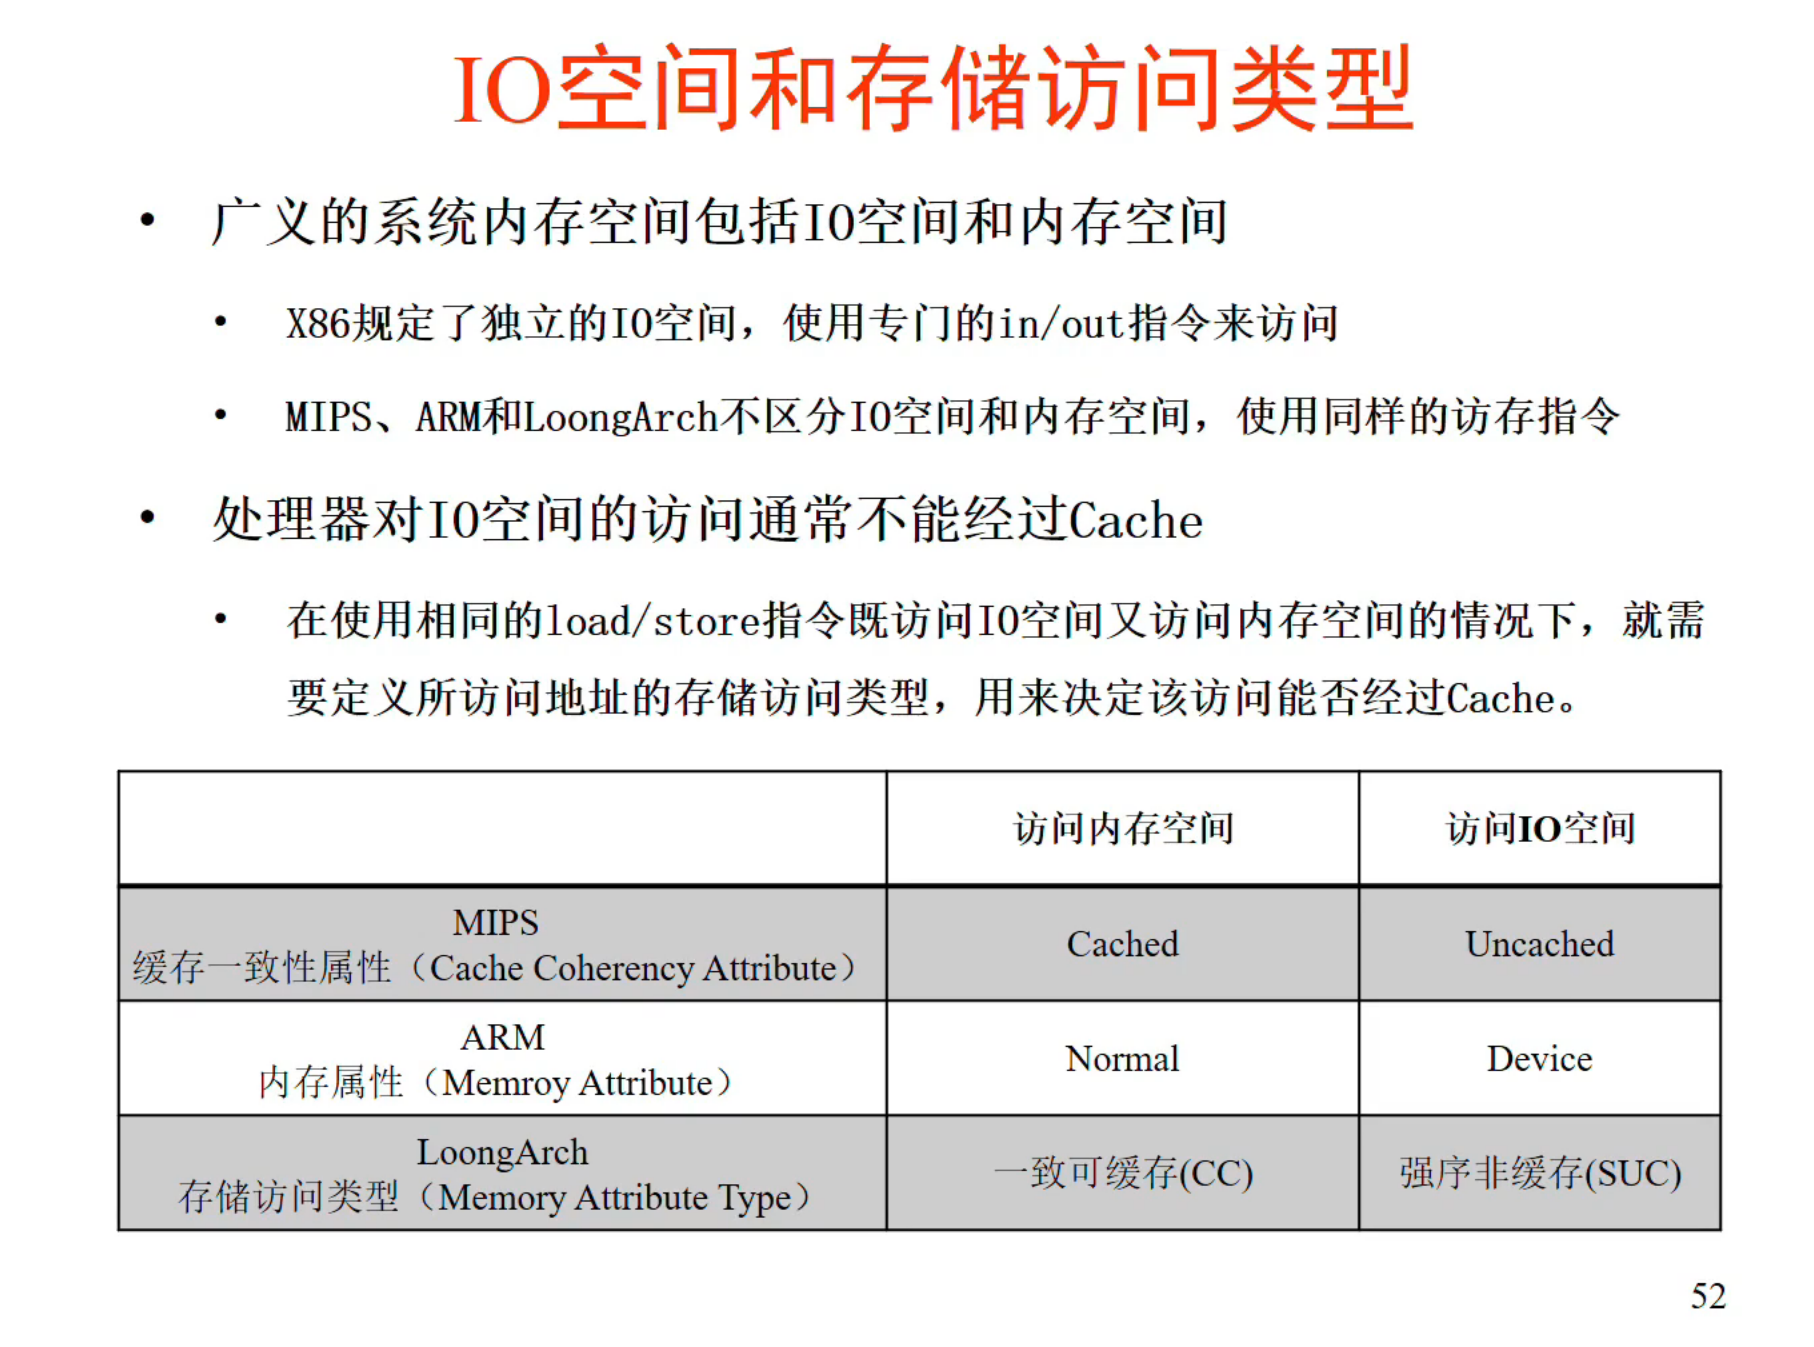 IO空间和存储访问类型
• 广义的系统内存空间包括IO空间和内存空间
• X86规定了独立的IO空间，使用专门的in/out指令来访问
• MIPS、ARM和LoongArch不区分IO空间和内存空间，使用同样的访存指令
• 处理器对IO空间的访问通常不能经过Cache
• 在使用相同的load/store指令既访问IO空间又访问内存空间的情况下，就需
要定义所访问地址的存储访问类型，用来决定该访问能否经过Cache。
访问内存空间 访问IO空间
MIPS
缓存一致性属性（Cache Coherency Attribute）
Cached Uncached
ARM
内存属性（Memroy Attribute）
Normal Device
LoongArch
存储访问类型（Memory Attribute Type）
一致可缓存(CC) 强序非缓存(SUC)
52